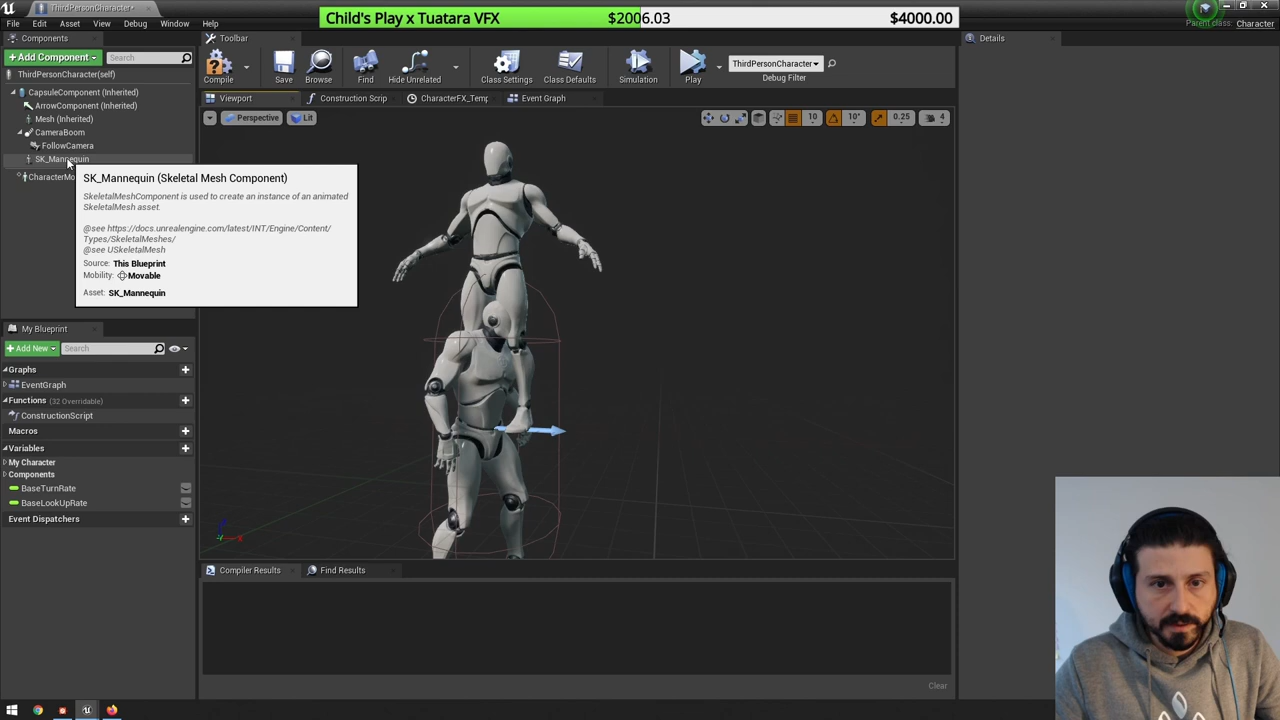 ThirdPersonCharacter*
File
Edit
Asset
View
Debug
Window
Help
Child's Play x Tuatara VFX
$2006.03
$4000.00
Parent class: Character
Components
Add Component
Search
ThirdPersonCharacter(self)
CapsuleComponent (Inherited)
ArrowComponent (Inherited)
Mesh (Inherited)
CameraBoom
FollowCamera
SK_Mannequin
CharacterMo
SK_Mannequin (Skeletal Mesh Component)
SkeletalMeshComponent is used to create an instance of an animated
SkeletalMesh asset.
@see https://docs.unrealengine.com/latest/INT/Engine/Content/
Types/SkeletalMeshes/
@see USkeletalMesh
Source: This Blueprint
Mobility: Movable
Asset: SK_Mannequin
My Blueprint
Add New
Search
Graphs
EventGraph
Functions (32 Overridable)
ConstructionScript
Macros
Variables
My Character
Components
BaseTurnRate
BaseLookUpRate
Event Dispatchers
Toolbar
Compile
Save
Browse
Find
Hide Unrelated
Class Settings
Class Defaults
Simulation
Play
ThirdPersonCharacter
Debug Filter
Viewport
Construction Scrip
CharacterFX_Temp
Event Graph
Perspective
Lit
10
10°
0.25
4
Compiler Results
Find Results
Clear
Details